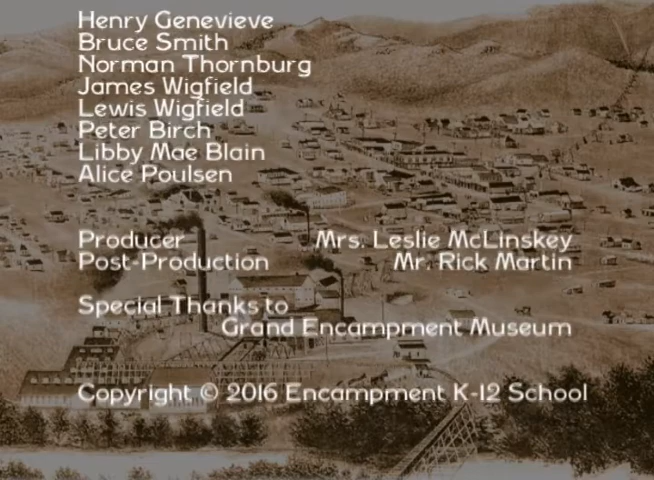 Henry Genevieve
Bruce Smith
Norman Thornburg
James Wigfield
Lewis Wigfield
Peter Birch
Libby Mae Blain
Alice Poulsen
Producer Mrs. Leslie McLinskey
Post-Production Mr. Rick Martin
Special Thanks to
Grand Encampment Museum
Copyright © 2016 Encampment K-12 School